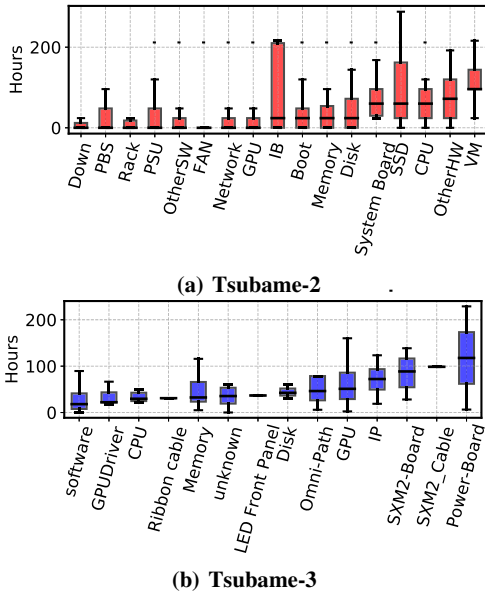 Hours
200
0
Down
PBS
Rack
PSU
OtherSW
FAN
Network
GPU
IB
Boot
Memory
Disk
System Board
SSD
CPU
OtherHW
VM
(a) Tsubame-2
Hours
200
100
0
software
GPUDriver
CPU
Ribbon cable
Memory
unknown
LED Front Panel
Disk
Omni-Path
GPU
IP
SXM2-Board
SXM2_Cable
Power-Board
(b) Tsubame-3